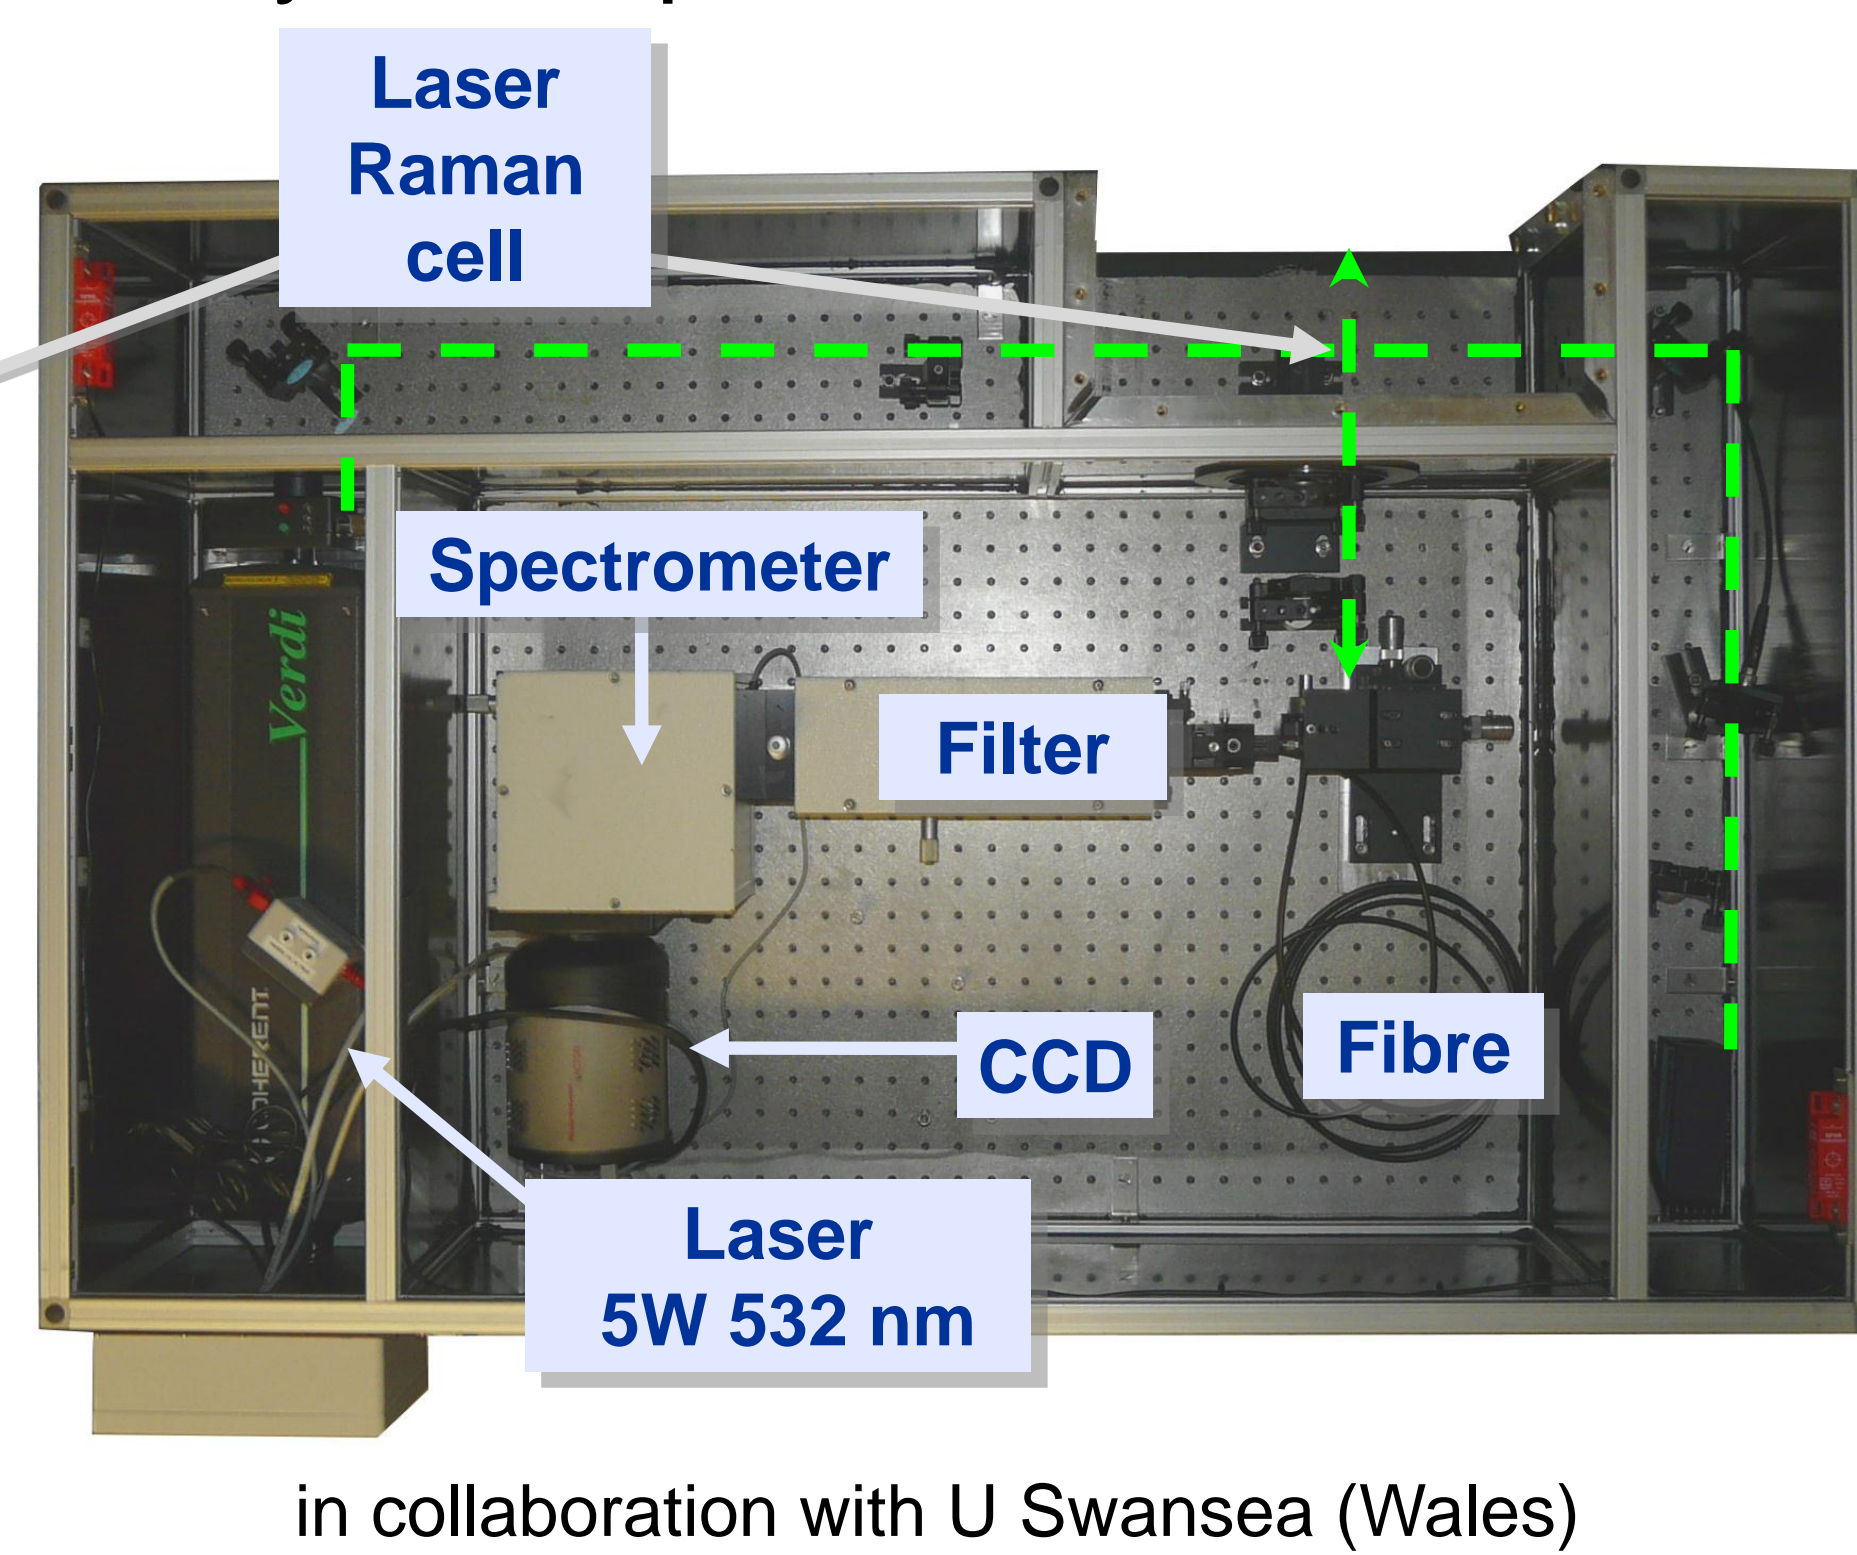 Laser
Raman
cell
Spectrometer
Verdi
Filter
CCD
Fibre
Laser
5W 532 nm
in collaboration with U Swansea (Wales)